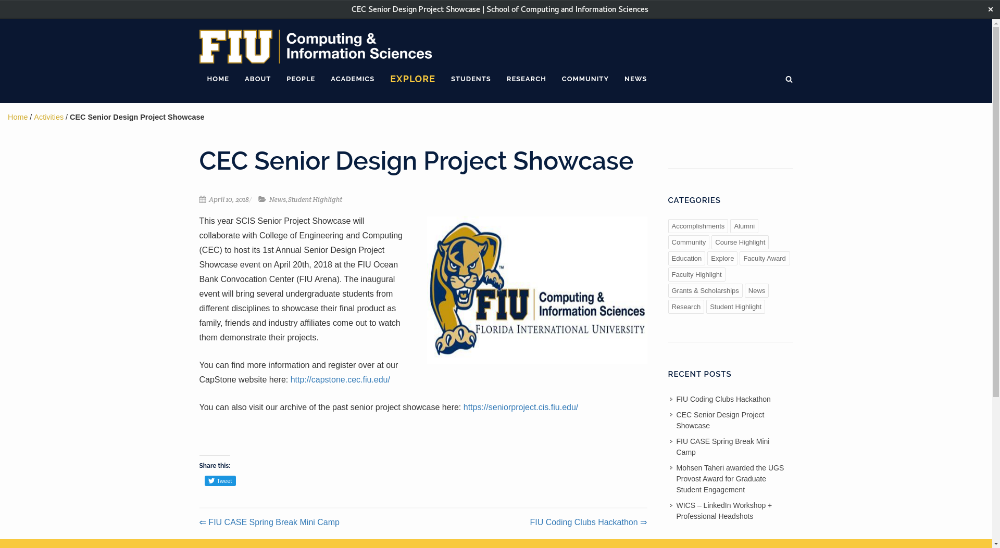 CEC Senior Design Project Showcase | School of Computing and Information Sciences
FIU Computing &
Information Sciences
HOME ABOUT PEOPLE ACADEMICS EXPLORE STUDENTS RESEARCH COMMUNITY NEWS
Home / Activities / CEC Senior Design Project Showcase
CEC Senior Design Project Showcase
April 10, 2018/ News,Student Highlight
This year SCIS Senior Project Showcase will
collaborate with College of Engineering and Computing
(CEC) to host its 1st Annual Senior Design Project
Showcase event on April 20th, 2018 at the FIU Ocean
Bank Convocation Center (FIU Arena). The inaugural
event will bring several undergraduate students from
different disciplines to showcase their final product as
family, friends and industry affiliates come out to watch
them demonstrate their projects.
TM
FIU Computing &
Information Sciences
FLORIDA INTERNATIONAL UNIVERSITY
You can find more information and register over at our
CapStone website here: http://capstone.cec.fiu.edu/
You can also visit our archive of the past senior project showcase here: https://seniorproject.cis.fiu.edu/
Share this:
Tweet
⇐ FIU CASE Spring Break Mini Camp
FIU Coding Clubs Hackathon ⇒
CATEGORIES
Accomplishments Alumni
Community Course Highlight
Education Explore Faculty Award
Faculty Highlight
Grants & Scholarships News
Research Student Highlight
RECENT POSTS
FIU Coding Clubs Hackathon
CEC Senior Design Project
Showcase
FIU CASE Spring Break Mini
Camp
Mohsen Taheri awarded the UGS
Provost Award for Graduate
Student Engagement
WICS – LinkedIn Workshop +
Professional Headshots